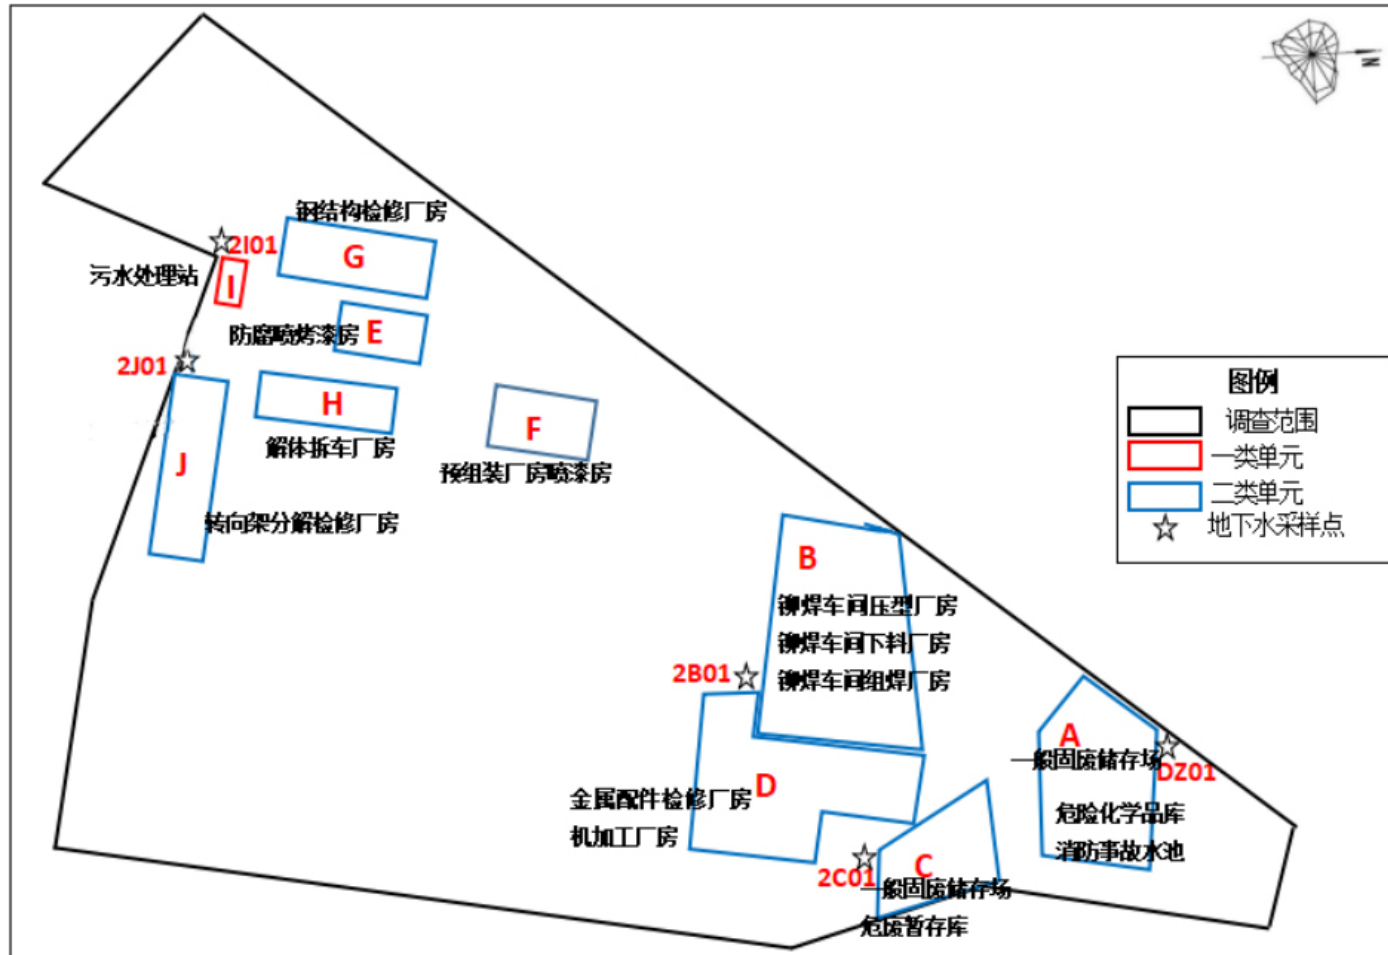 N
钢结构检修厂房
2I01
G
污水处理站
I
防腐喷烤漆房
E
2J01
H
解体拆车厂房
F
预组装厂房喷漆房
J
转向架分解检修厂房
图例
调查范围
一类单元
二类单元
地下水采样点
B
铆焊车间压型厂房
铆焊车间下料厂房
铆焊车间组焊厂房
2B01
A
一般固废储存场
DZ01
危险化学品库
消防事故水池
D
金属配件检修厂房
机加工厂房
2C01
C
一般固废储存场
危废暂存库